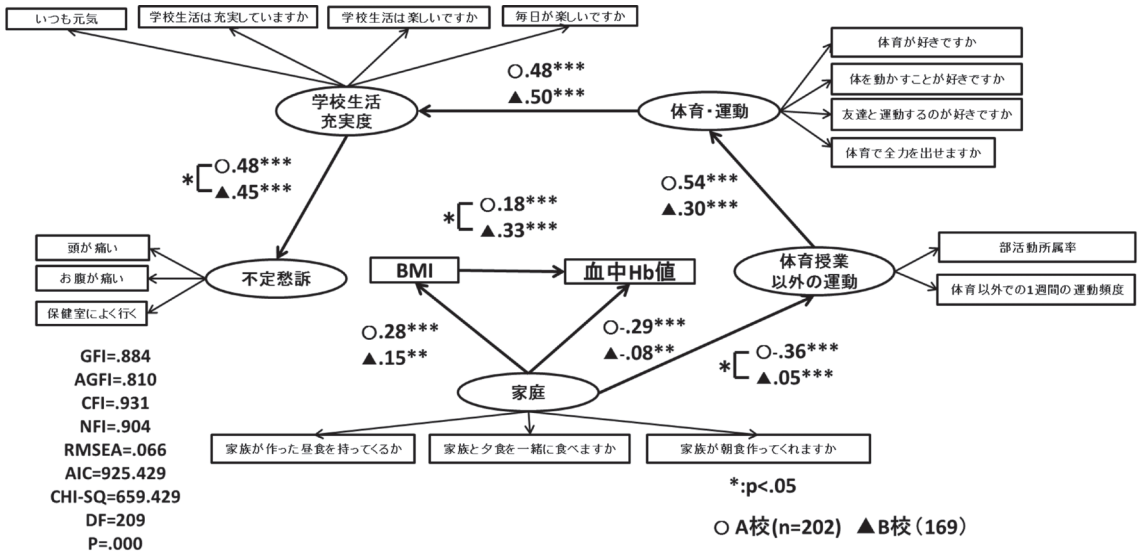 いつも元気
学校生活は充実していますか
学校生活は楽しいですか
毎日が楽しいですか
体育が好きですか
体を動かすことが好きですか
友達と運動するのが好きですか
体育で全力を出せますか
学校生活
充実度
○.48***
▲.50***
体育・運動
*
○.48***
▲.45***
○.54***
▲.30***
*
○.18***
▲.33***
頭が痛い
お腹が痛い
保健室によく行く
不定愁訴
BMI
血中Hb値
体育授業
以外の運動
部活動所属率
体育以外での1週間の運動頻度
○.28***
▲.15**
○-.29***
▲-.08**
*
○-.36***
▲.05***
家庭
家族が作った昼食を持ってくるか
家族と夕食を一緒に食べますか
家族が朝食作ってくれますか
GFI=.884
AGFI=.810
CFI=.931
NFI=.904
RMSEA=.066
AIC=925.429
CHI-SQ=659.429
DF=209
P=.000
*:p<.05
○ A校(n=202) ▲B校(169)